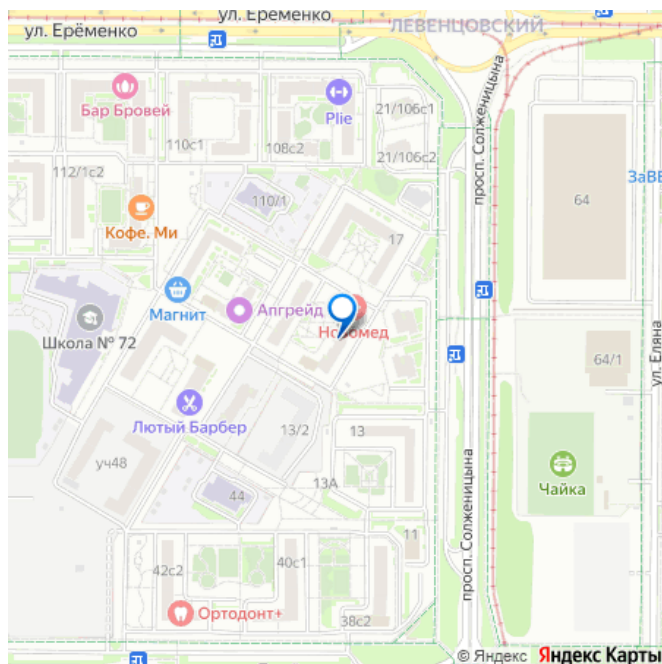 ул. Еременко
ЛЕВЕНЦОВСКИЙ
ул. Ерёменко
Бар Бровей
Plie
21/106с1
110с1
108с2
21/106с2
112/1с2
просп. Солженицына
ЗаВЕ
64
110/1
Кофе. Ми
17
Магнит
Апгрейд
Новомед
Школа № 72
64/1
ул. Еляна
Лютый Барбер
13/2
13
уч48
44
13А
Чайка
просп. Солженицына
11
42с2
40с1
Ортодонт+
38с2
© Яндекс Яндекс Карты